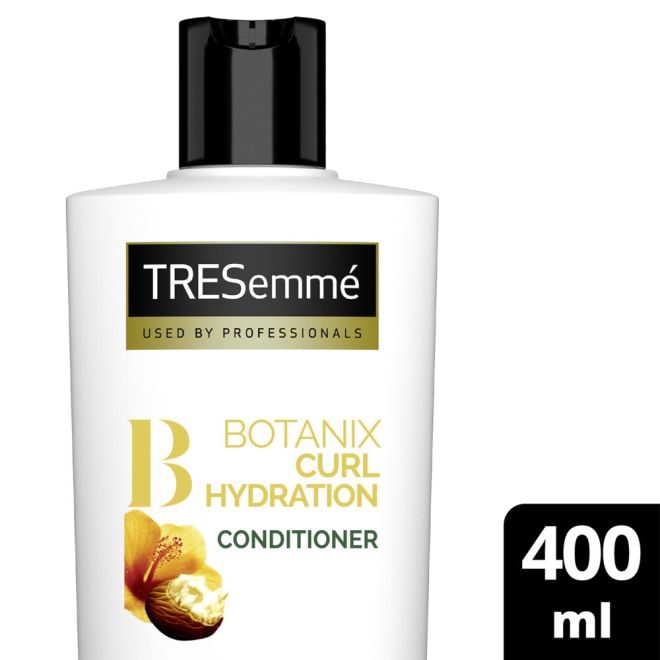 TRESemmé
USED BY PROFESSIONALS
B
BOTANIX
CURL
HYDRATION
CONDITIONER
400
ml